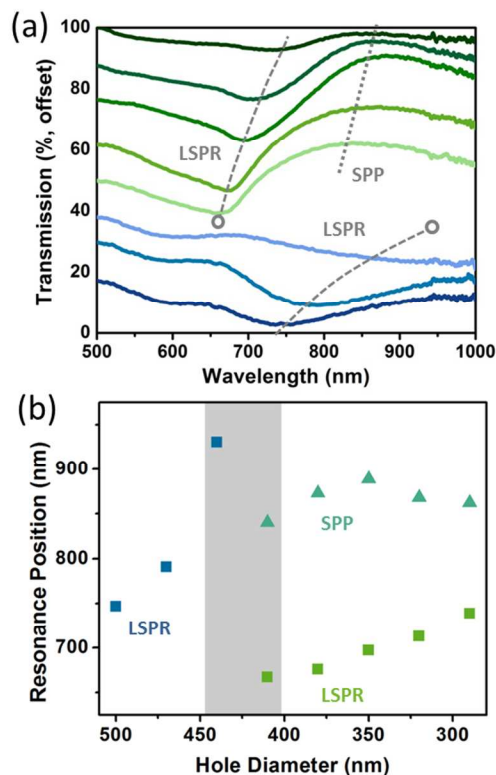 (a)
100
80
60
40
20
0
Transmission (%, offset)
LSPR
SPP
LSPR
500 600 700 800 900 1000
Wavelength (nm)
(b)
900
800
700
Resonance Position (nm)
SPP
LSPR
LSPR
500 450 400 350 300
Hole Diameter (nm)